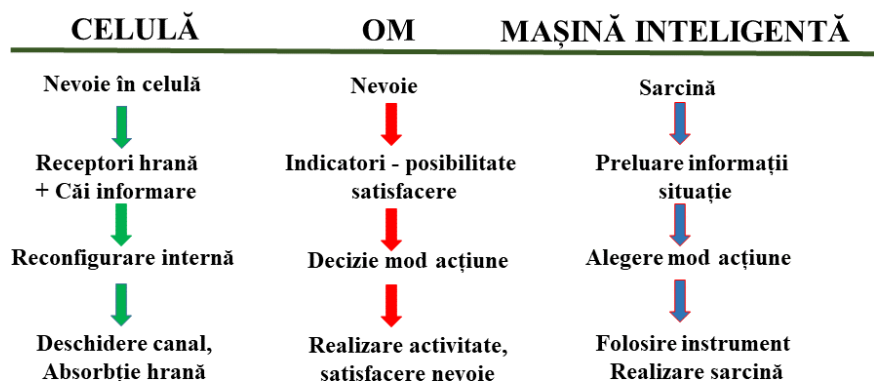 CELULĂ OM MAȘINĂ INTELIGENTĂ
Nevoie în celulă Nevoie Sarcină
Receptori hrană Indicatori - posibilitate Preluare informații
+ Căi informare satisfacere situație
Reconfigurare internă Decizie mod acțiune Alegere mod acțiune
Deschidere canal, Realizare activitate, Folosire instrument
Absorbție hrană satisfacere nevoie Realizare sarcină